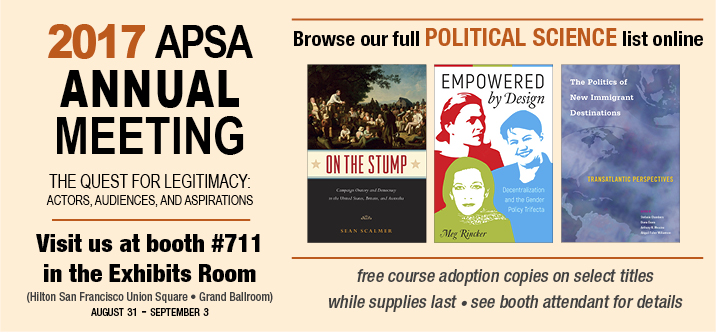 2017 APSA
ANNUAL
MEETING
THE QUEST FOR LEGITIMACY:
ACTORS, AUDIENCES, AND ASPIRATIONS
Visit us at booth #711
in the Exhibits Room
(Hilton San Francisco Union Square • Grand Ballroom)
AUGUST 31 - SEPTEMBER 3
Browse our full POLITICAL SCIENCE list online
ON THE STUMP
Campaign Oratory and Democracy
in the United States, Britain, and Australia
SEAN SCALMER
EMPOWERED
by Design
Decentralization
and the Gender
Policy Trifecta
Meg Rincker
The Politics of
New Immigrant
Destinations
TRANSATLANTIC PERSPECTIVES
free course adoption copies on select titles
while supplies last • see booth attendant for details